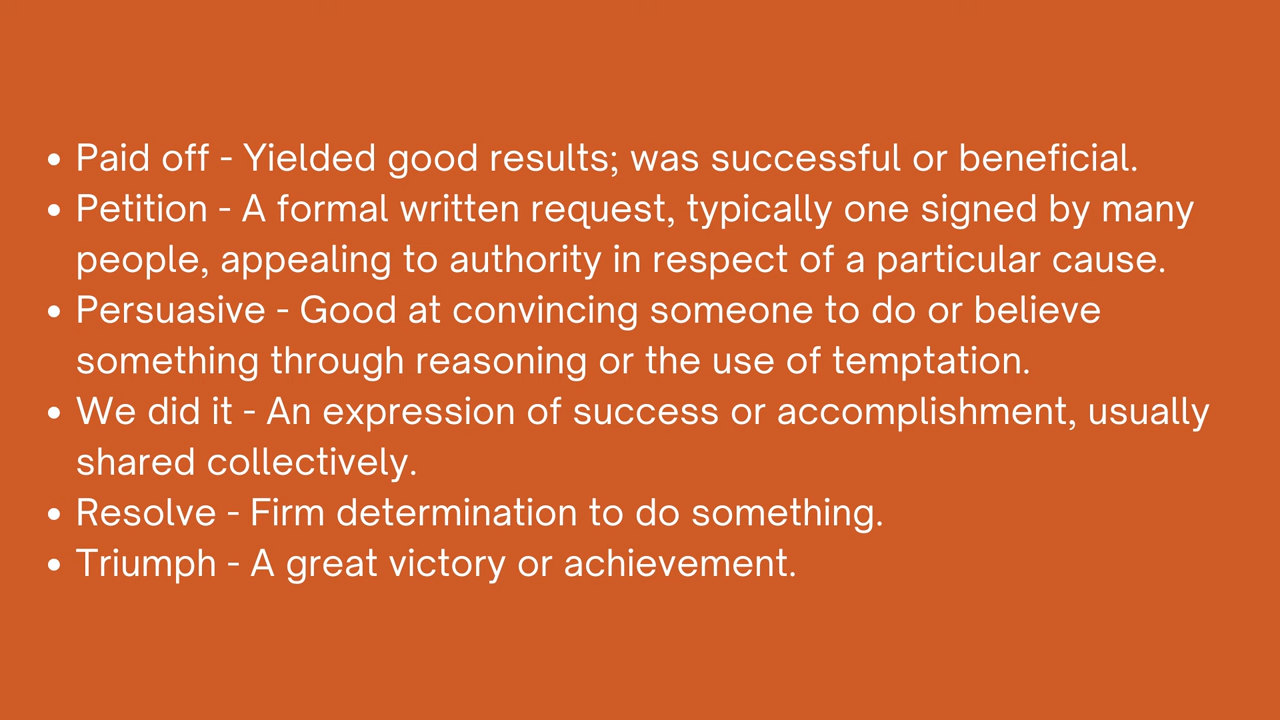 • Paid off - Yielded good results; was successful or beneficial.
• Petition - A formal written request, typically one signed by many
people, appealing to authority in respect of a particular cause.
• Persuasive - Good at convincing someone to do or believe
something through reasoning or the use of temptation.
• We did it - An expression of success or accomplishment, usually
shared collectively.
• Resolve - Firm determination to do something.
• Triumph - A great victory or achievement.